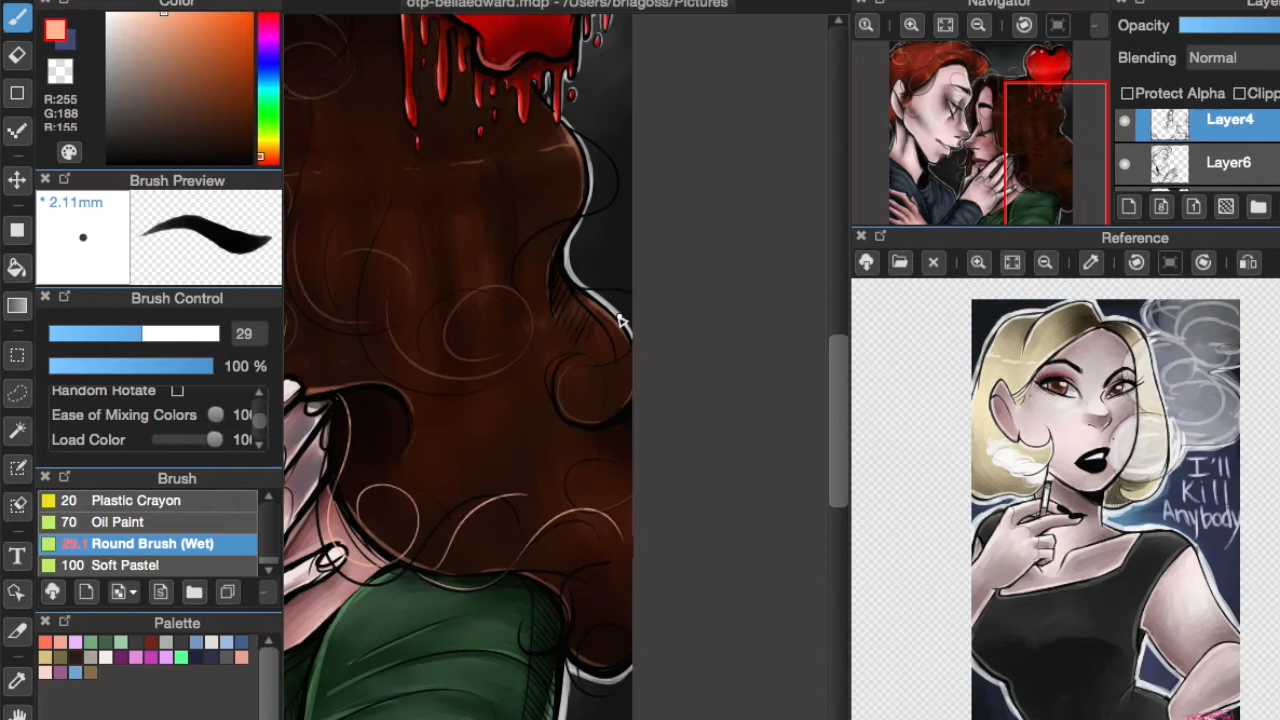 Color
otp-bellaedward.mdp - /Users/briagoss/Pictures
Navigator
R:255
G:188
B:155
Opacity
Blending Normal
Protect Alpha
Layer4
Layer6
Brush Preview
* 2.11mm
Brush Control
29
100 %
Random Rotate
Ease of Mixing Colors
Load Color
Reference
Brush
20 Plastic Crayon
70 Oil Paint
Round Brush (Wet)
100 Soft Pastel
Palette
I'll
Kill
Anybody